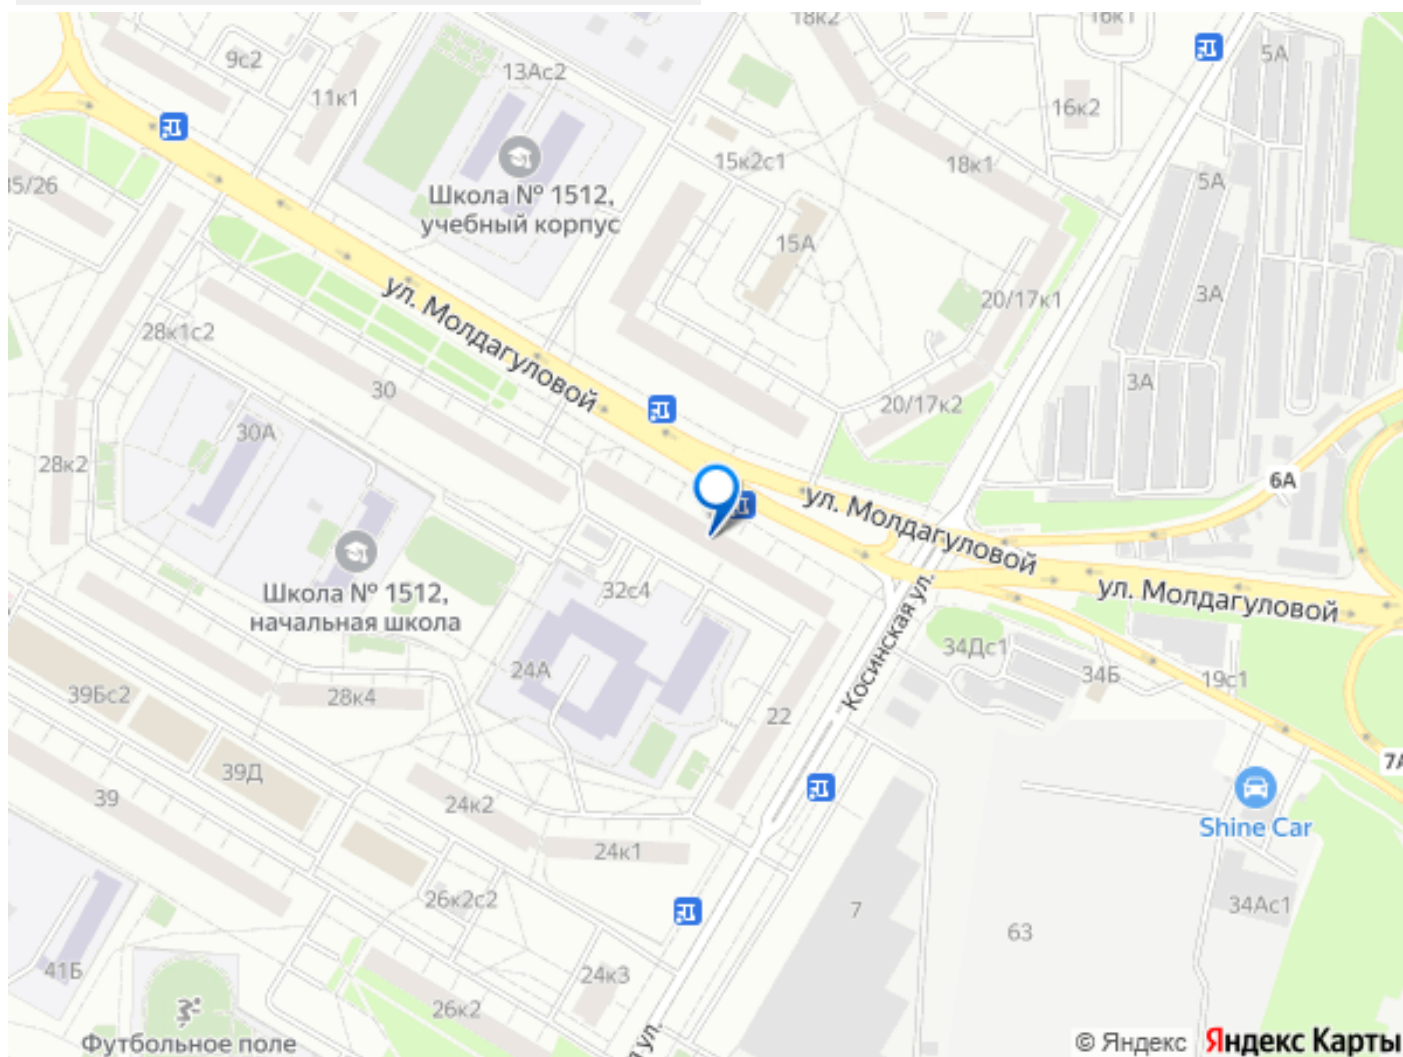 18к2
16к1
5А
9с2
13Ас2
11к1
16к2
15к2с1
18к1
5А
35/26
Школа № 1512,
учебный корпус
15А
20/17к1
3А
ул. Молдагуловой
28к1с2
30
3А
20/17к2
30А
28к2
6А
ул. Молдагуловой
Школа № 1512,
начальная школа
32с4
ул. Молдагуловой
Косинская ул.
34Дс1
34Б
19с1
24А
39Бс2
28к4
22
7А
39Д
39
24к2
Shine Car
24к1
26к2с2
7
34Ас1
63
41Б
24к3
26к2
Футбольное поле
я ул.
© Яндекс Яндекс Карты